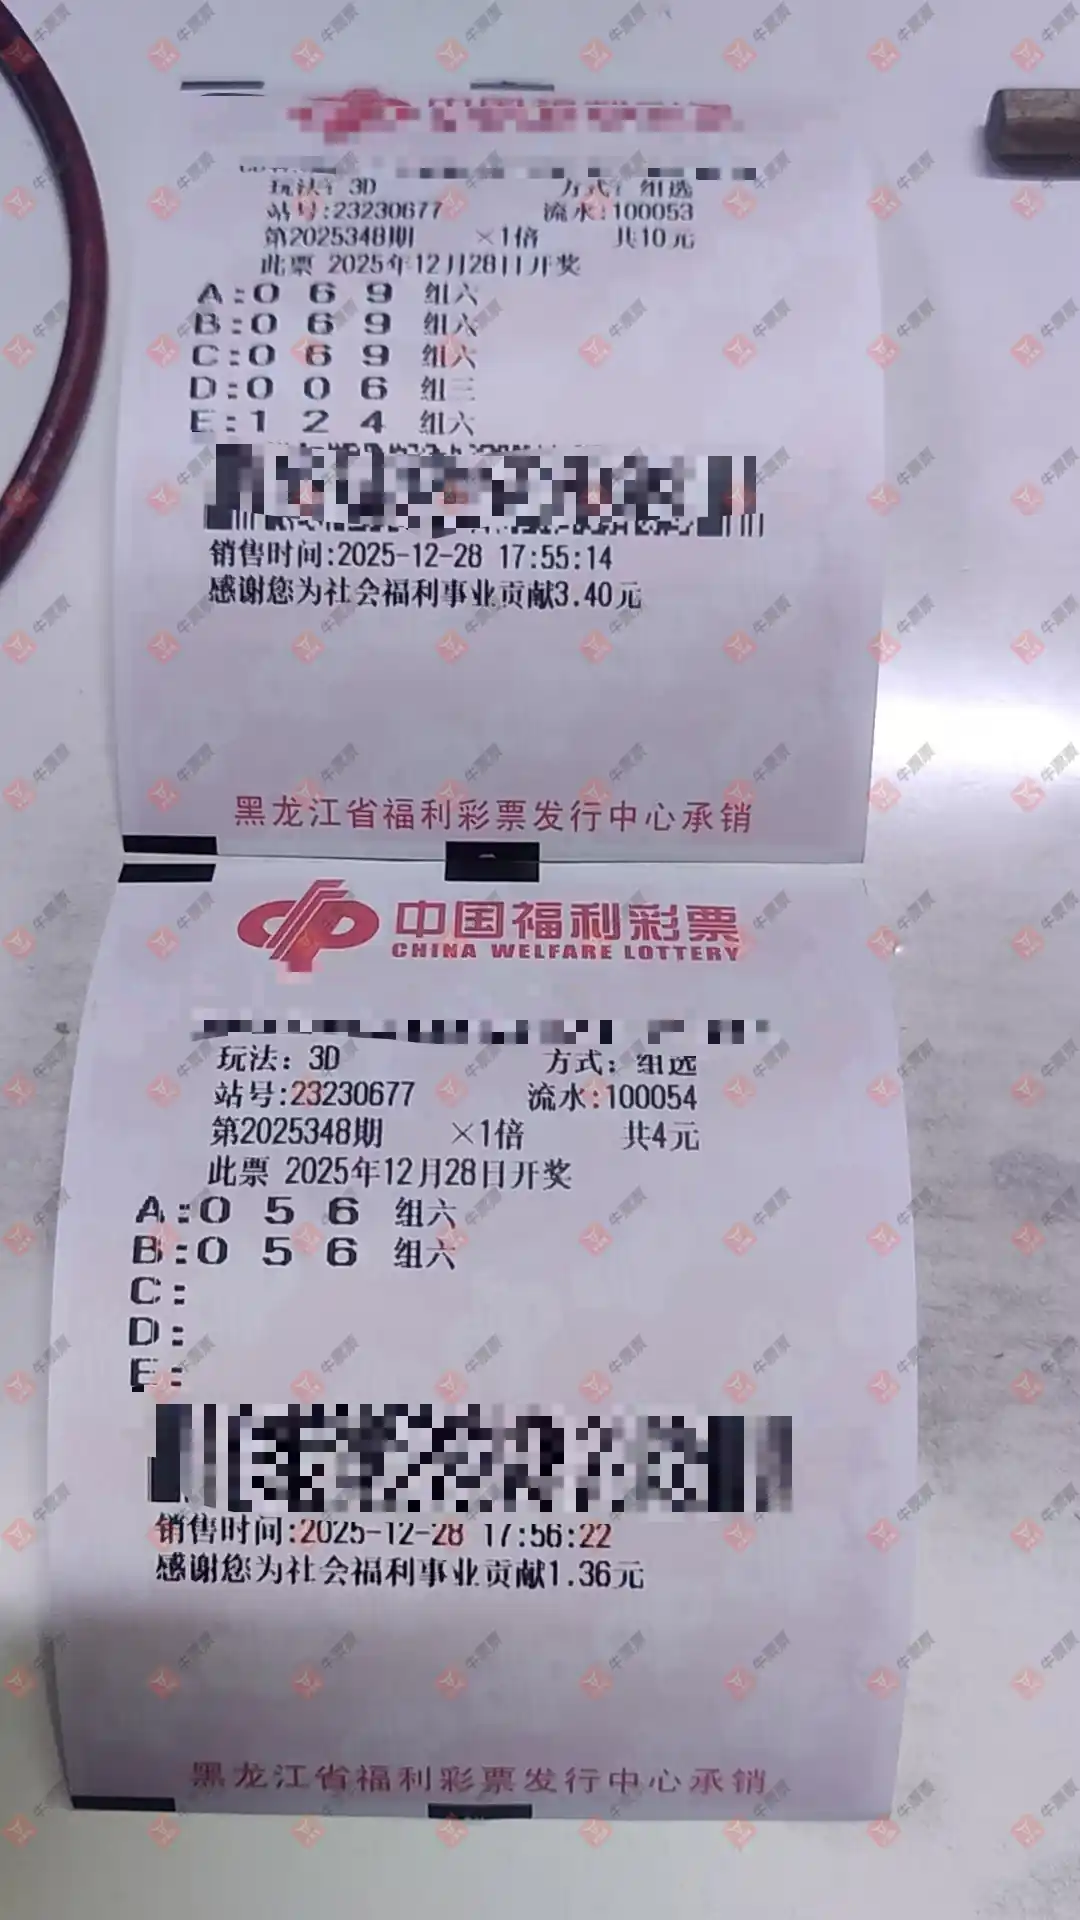 中国福利彩票
玩法：3D 方式：组选
站号:23230677 流水:100053
第2025348期 ×1倍 共10元
此票 2025年12月28日开奖
A:0 6 9 组六
B:0 6 9 组六
C:0 6 9 组六
D:0 0 6 组三
E:1 2 4 组六
销售时间:2025-12-28 17:55:14
感谢您为社会福利事业贡献3.40元
黑龙江省福利彩票发行中心承销
中国福利彩票
CHINA WELFARE LOTTERY
玩法：3D 方式：组选
站号:23230677 流水:100054
第2025348期 ×1倍 共4元
此票 2025年12月28日开奖
A:0 5 6 组六
B:0 5 6 组六
C:
D:
E:
销售时间:2025-12-28 17:56:22
感谢您为社会福利事业贡献1.36元
黑龙江省福利彩票发行中心承销
牛票票